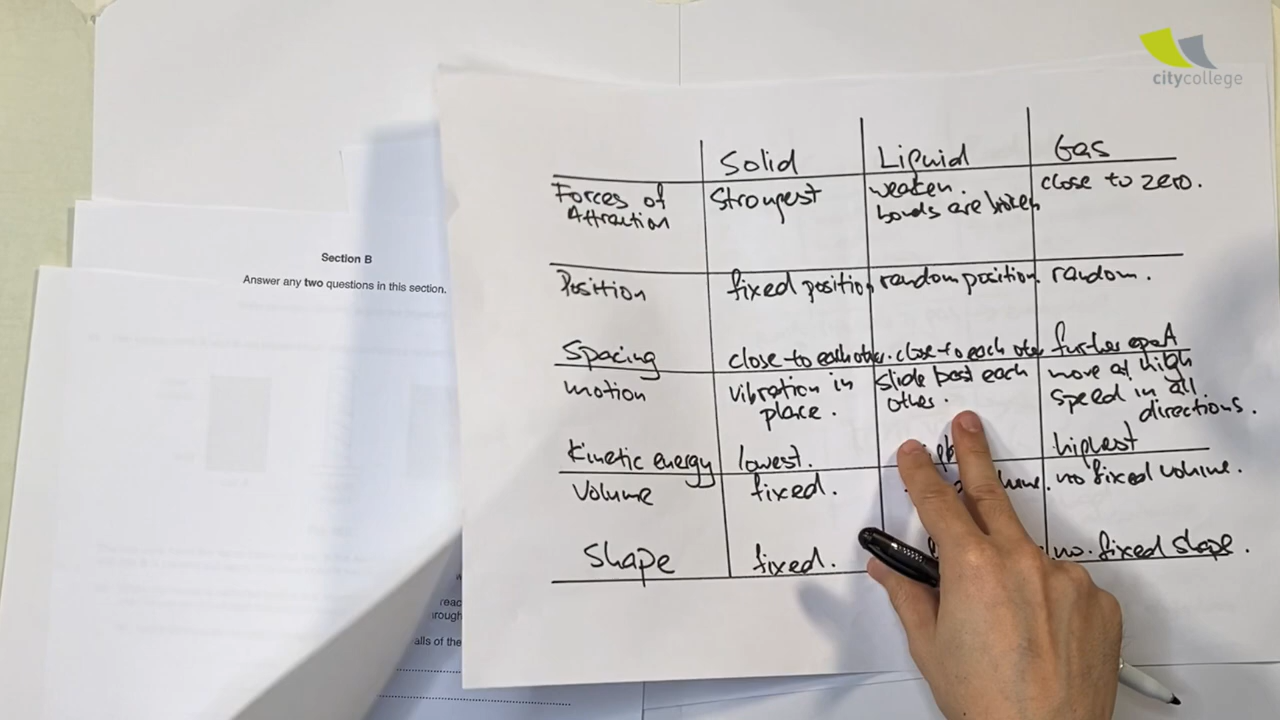 citycollege
Section B
Answer any two questions in this section.
Solid Liquid Gas
Forces of Attraction Strongest weaken. bonds are broken close to zero.
Position fixed position random position random.
Spacing close to each other. close to each other further apart
motion vibration in place. slide past each other. move at high speed in all directions.
Kinetic energy lowest. highest
Volume fixed. no fixed volume.
Shape fixed. no fixed shape.
alls of the